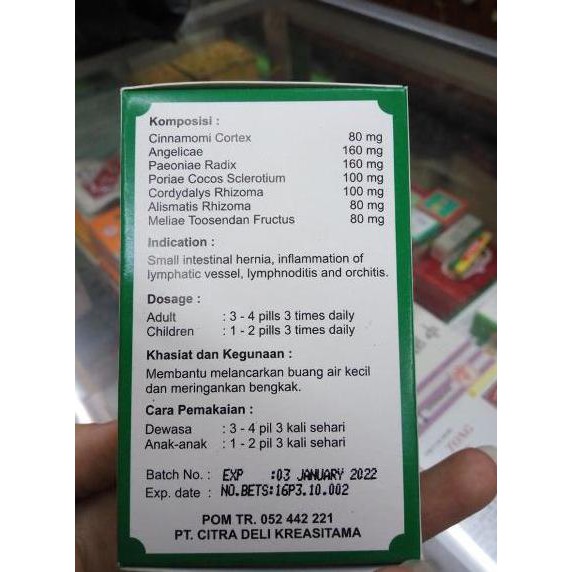 Komposisi :
Cinnamomi Cortex 80 mg
Angelicae 160 mg
Paeoniae Radix 160 mg
Poriae Cocos Sclerotium 100 mg
Cordydalys Rhizoma 100 mg
Alismatis Rhizoma 80 mg
Meliae Toosendan Fructus 80 mg
Indication :
Small intestinal hernia, inflamation of
lymphatic vessel, lymphnoditis and orchitis.
Dosage :
Adult : 3 - 4 pills 3 times daily
Children : 1 - 2 pills 3 times daily
Khasiat dan Kegunaan :
Membantu melancarkan buang air kecil
dan meringankan bengkak.
Cara Pemakaian :
Dewasa : 3 - 4 pil 3 kali sehari
Anak-anak : 1 - 2 pil 3 kali sehari
Batch No. : EXP :03 JANUARY 2022
Exp. date : NO.BETS:16P3.10.002
POM TR. 052 442 221
PT. CITRA DELI KREASITAMA